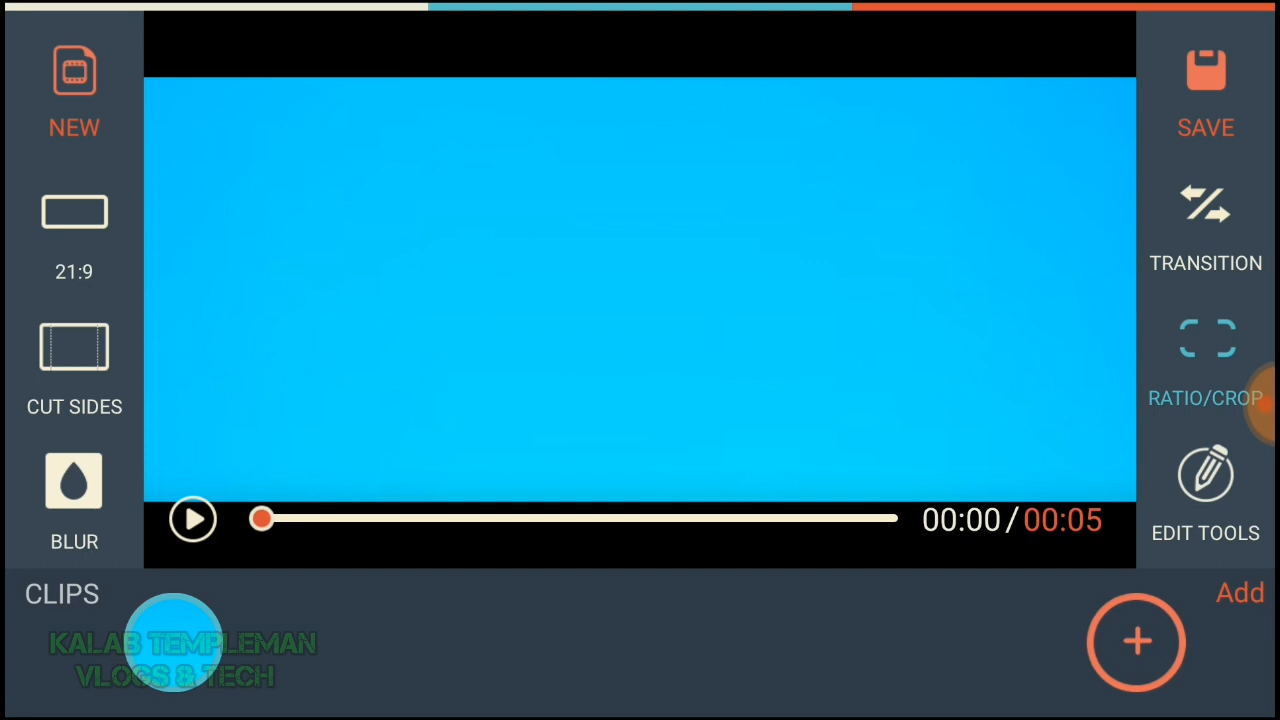 NEW
21:9
CUT SIDES
BLUR
00:00/00:05
SAVE
TRANSITION
RATIO/CROP
EDIT TOOLS
CLIPS
Add
KALAB TEMPLEMAN
VLOGS & TECH